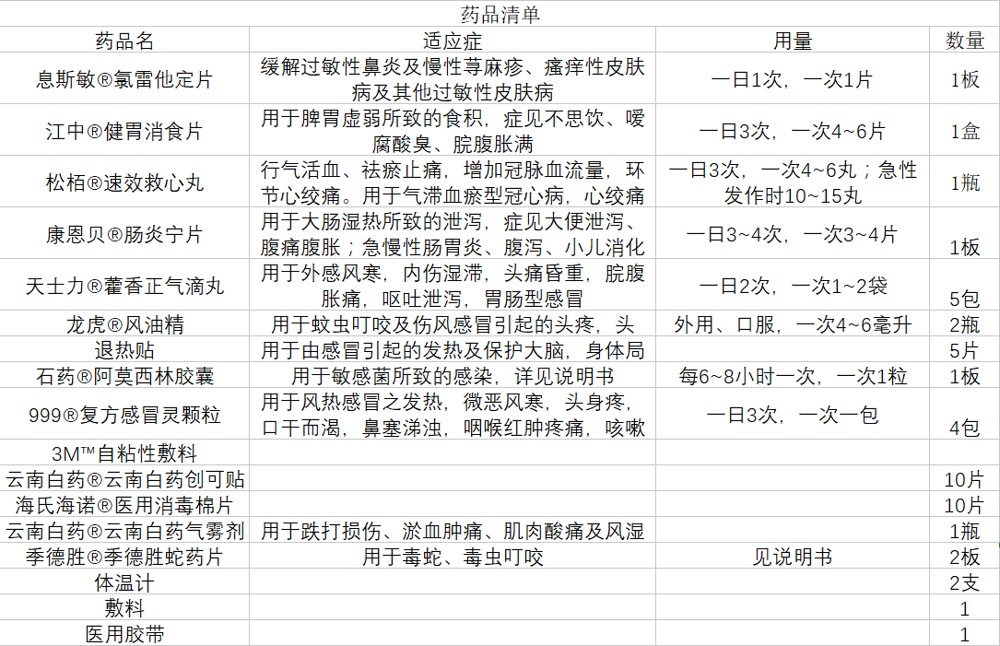 药品清单
药品名 适应症 用量 数量
息斯敏®氯雷他定片 缓解过敏性鼻炎及慢性荨麻疹、瘙痒性皮肤 一日1次，一次1片 1板
病及其他过敏性皮肤病
江中®健胃消食片 用于脾胃虚弱所致的食积，症见不思饮、嗳 一日3次，一次4~6片 1盒
腐酸臭、脘腹胀满
松栢®速效救心丸 行气活血、祛瘀止痛，增加冠脉血流量，环 一日3次，一次4~6丸；急性 1瓶
节心绞痛。用于气滞血瘀型冠心病，心绞痛 发作时10~15丸
康恩贝®肠炎宁片 用于大肠湿热所致的泄泻，症见大便泄泻、 一日3~4次，一次3~4片
腹痛腹胀；急慢性肠胃炎、腹泻、小儿消化 1板
天士力®藿香正气滴丸 用于外感风寒，内伤湿滞，头痛昏重，脘腹 一日2次，一次1~2袋
胀痛，呕吐泄泻，胃肠型感冒 5包
龙虎®风油精 用于蚊虫叮咬及伤风感冒引起的头疼，头 外用、口服，一次4~6毫升 2瓶
退热贴 用于由感冒引起的发热及保护大脑，身体局 5片
石药®阿莫西林胶囊 用于敏感菌所致的感染，详见说明书 每6~8小时一次，一次1粒 1板
999®复方感冒灵颗粒 用于风热感冒之发热，微恶风寒，头身疼， 一日3次，一次一包
口干而渴，鼻塞涕浊，咽喉红肿疼痛，咳嗽 4包
3M™自粘性敷料
云南白药®云南白药创可贴 10片
海氏海诺®医用消毒棉片 10片
云南白药®云南白药气雾剂 用于跌打损伤、淤血肿痛、肌肉酸痛及风湿 1瓶
季德胜®季德胜蛇药片 用于毒蛇、毒虫叮咬 见说明书 2板
体温计 2支
敷料 1
医用胶带 1